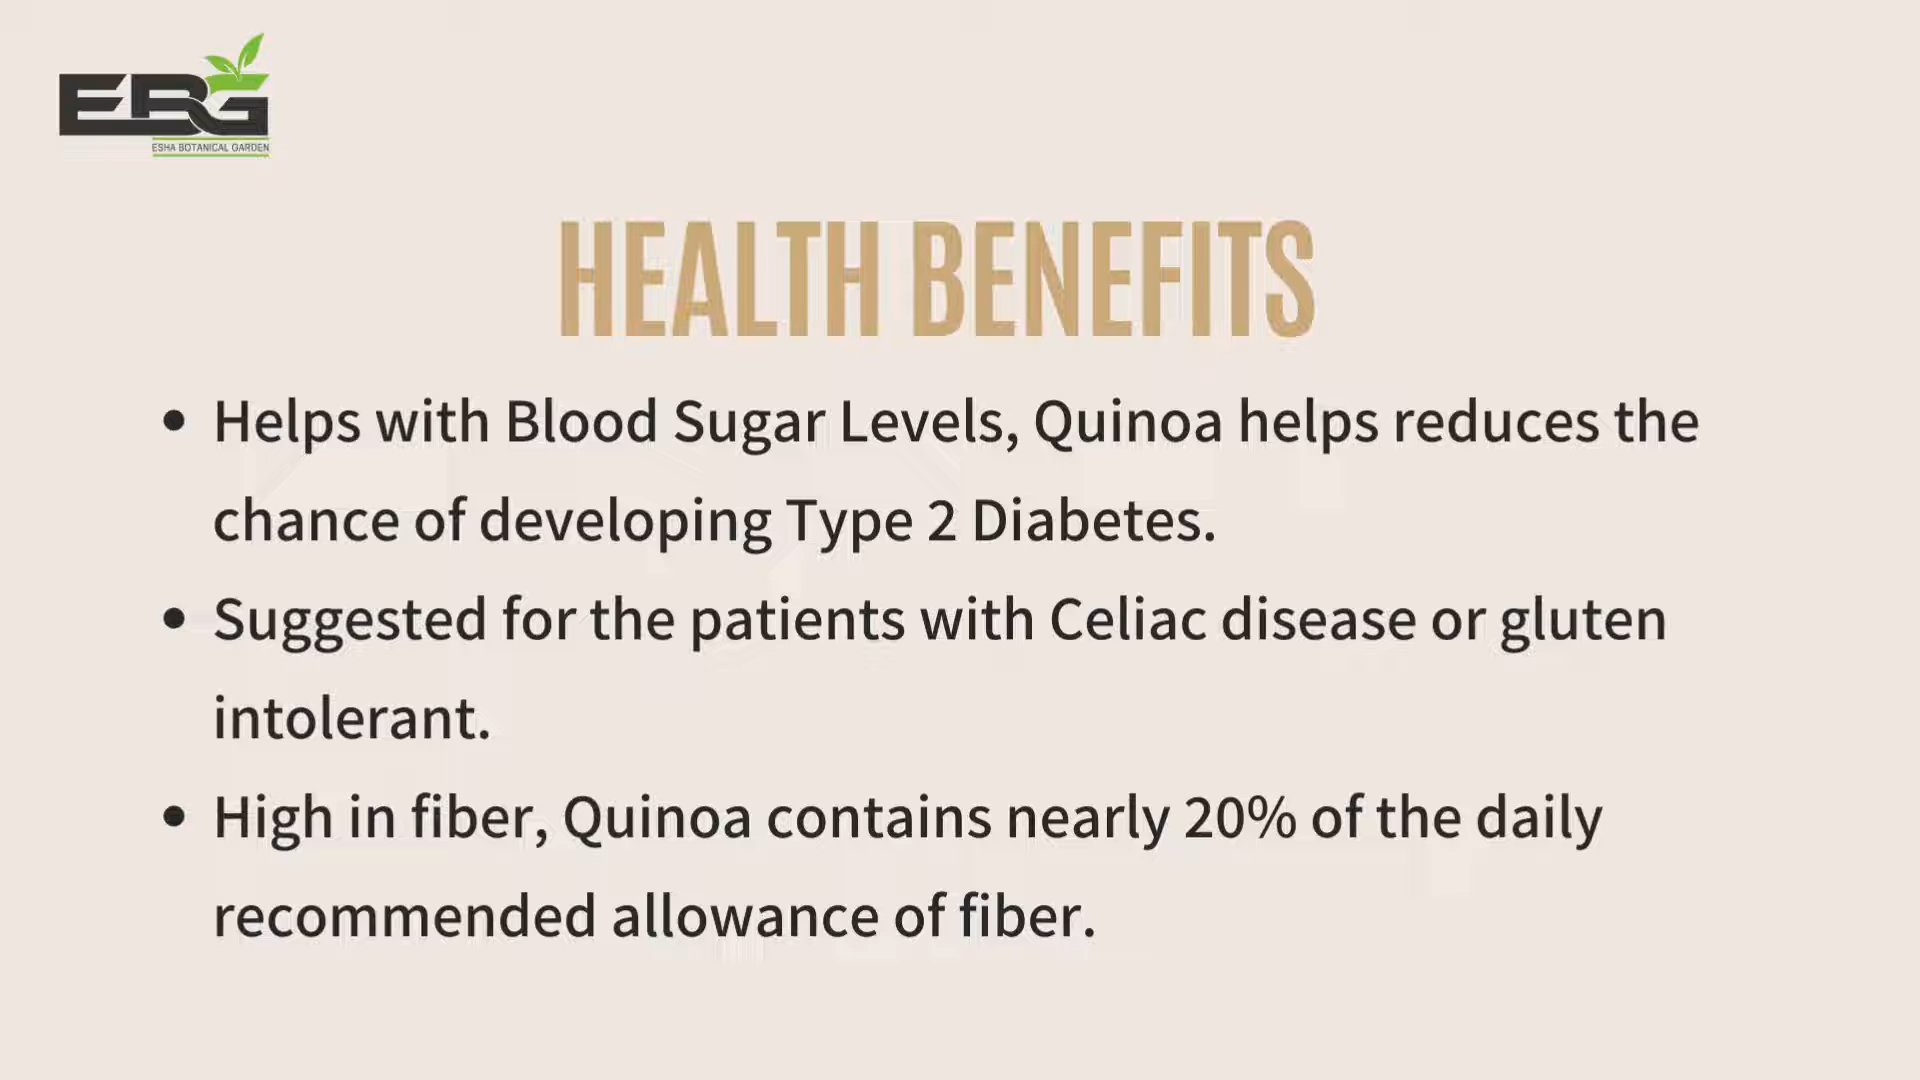 EBG
ESHA BOTANICAL GARDEN
HEALTH BENEFITS
• Helps with Blood Sugar Levels, Quinoa helps reduces the
chance of developing Type 2 Diabetes.
• Suggested for the patients with Celiac disease or gluten
intolerant.
• High in fiber, Quinoa contains nearly 20% of the daily
recommended allowance of fiber.